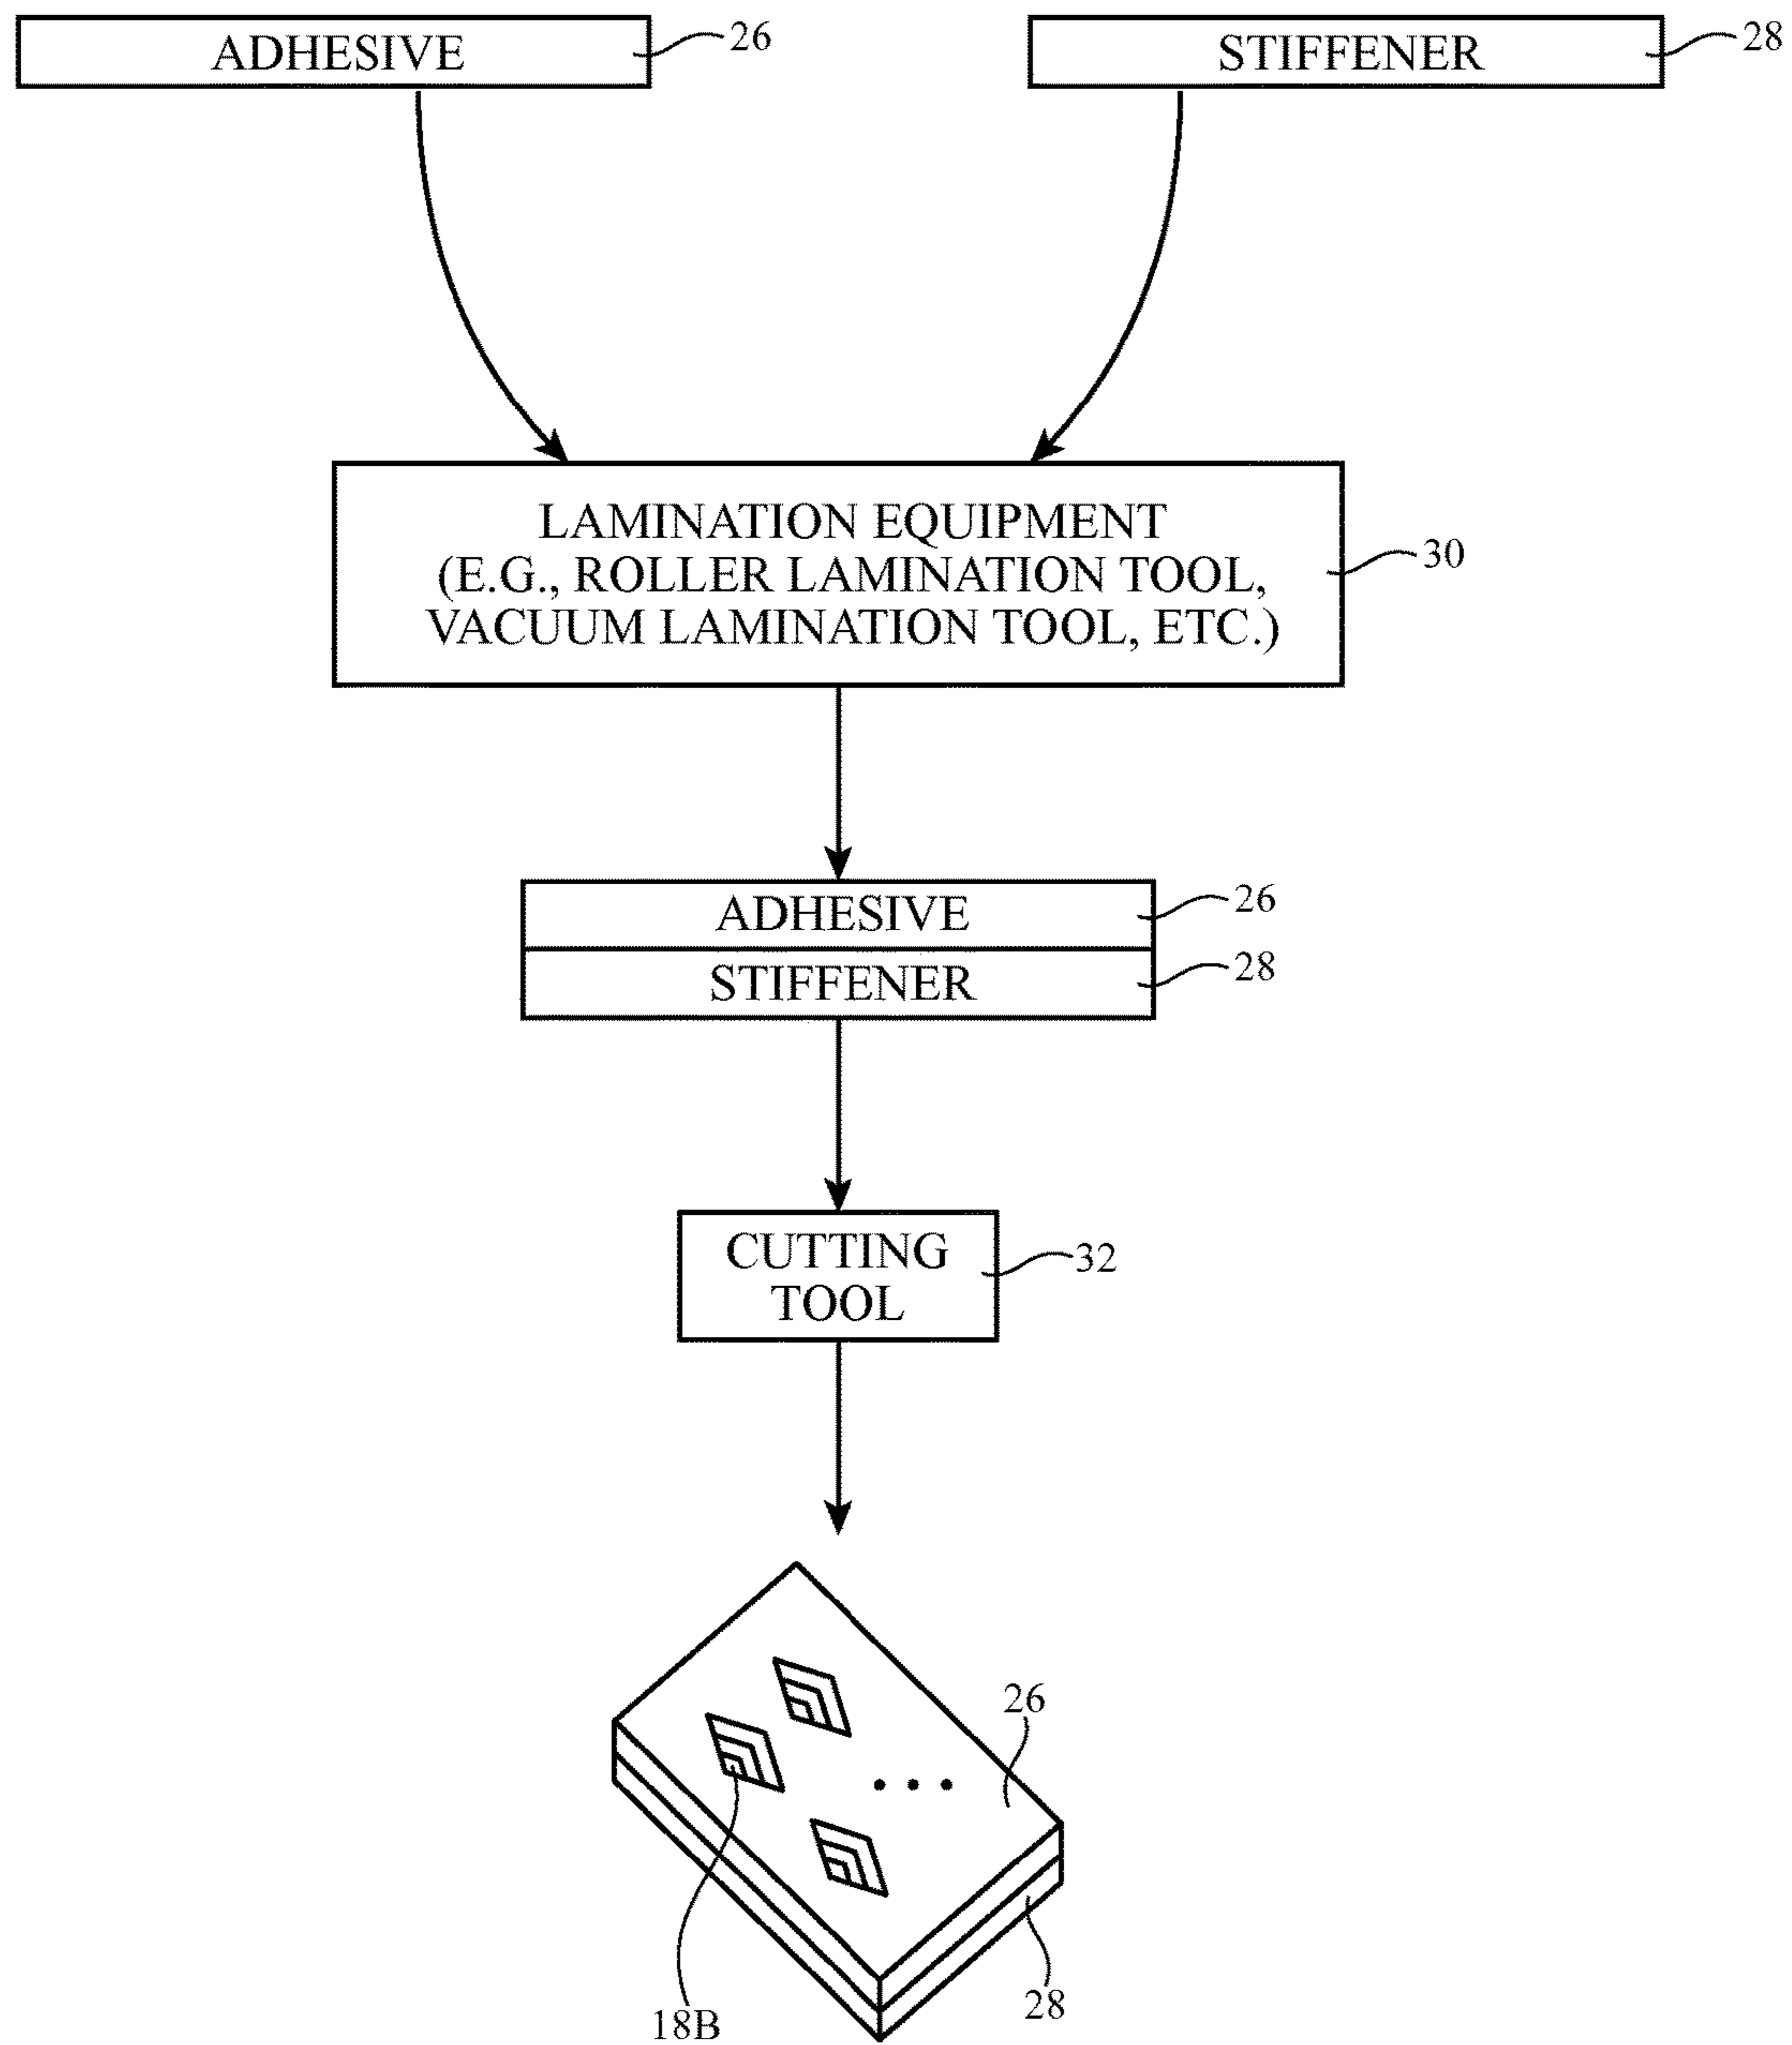 ADHESIVE 26
STIFFENER 28
LAMINATION EQUIPMENT
(E.G., ROLLER LAMINATION TOOL,
VACUUM LAMINATION TOOL, ETC.)
30
ADHESIVE 26
STIFFENER 28
CUTTING
TOOL
32
26
28
18B